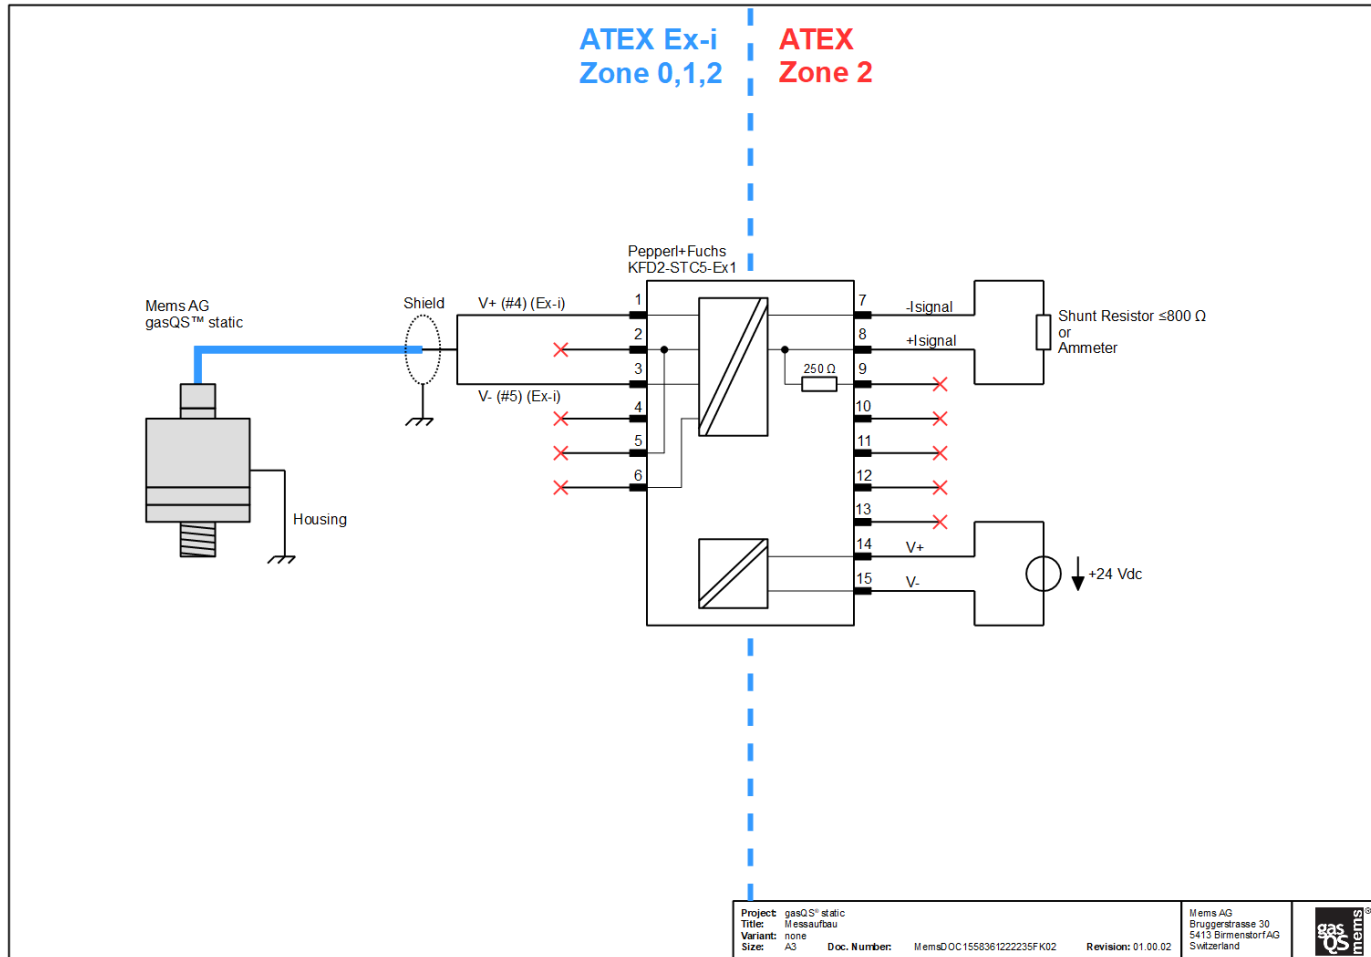 ATEX Ex-i
Zone 0,1,2
ATEX
Zone 2
Pepperl+Fuchs
KFD2-STC5-Ex1
Mems AG
gasQS™ static
Shield
V+ (#4) (Ex-i)
V- (#5) (Ex-i)
Housing
1
2
3
4
5
6
7
8
9
10
11
12
13
14
15
250 Ω
-Isignal
+Isignal
Shunt Resistor ≤800 Ω
or
Ammeter
V+
V-
+24 Vdc
Project: gasQS® static
Title: Messaufbau
Variant: none
Size: A3 Doc. Number: MemsDOC1558361222235FK02 Revision: 01.00.02
Mems AG
Bruggerstrasse 30
5413 Birmenstorf AG
Switzerland
gas
QS
mems®